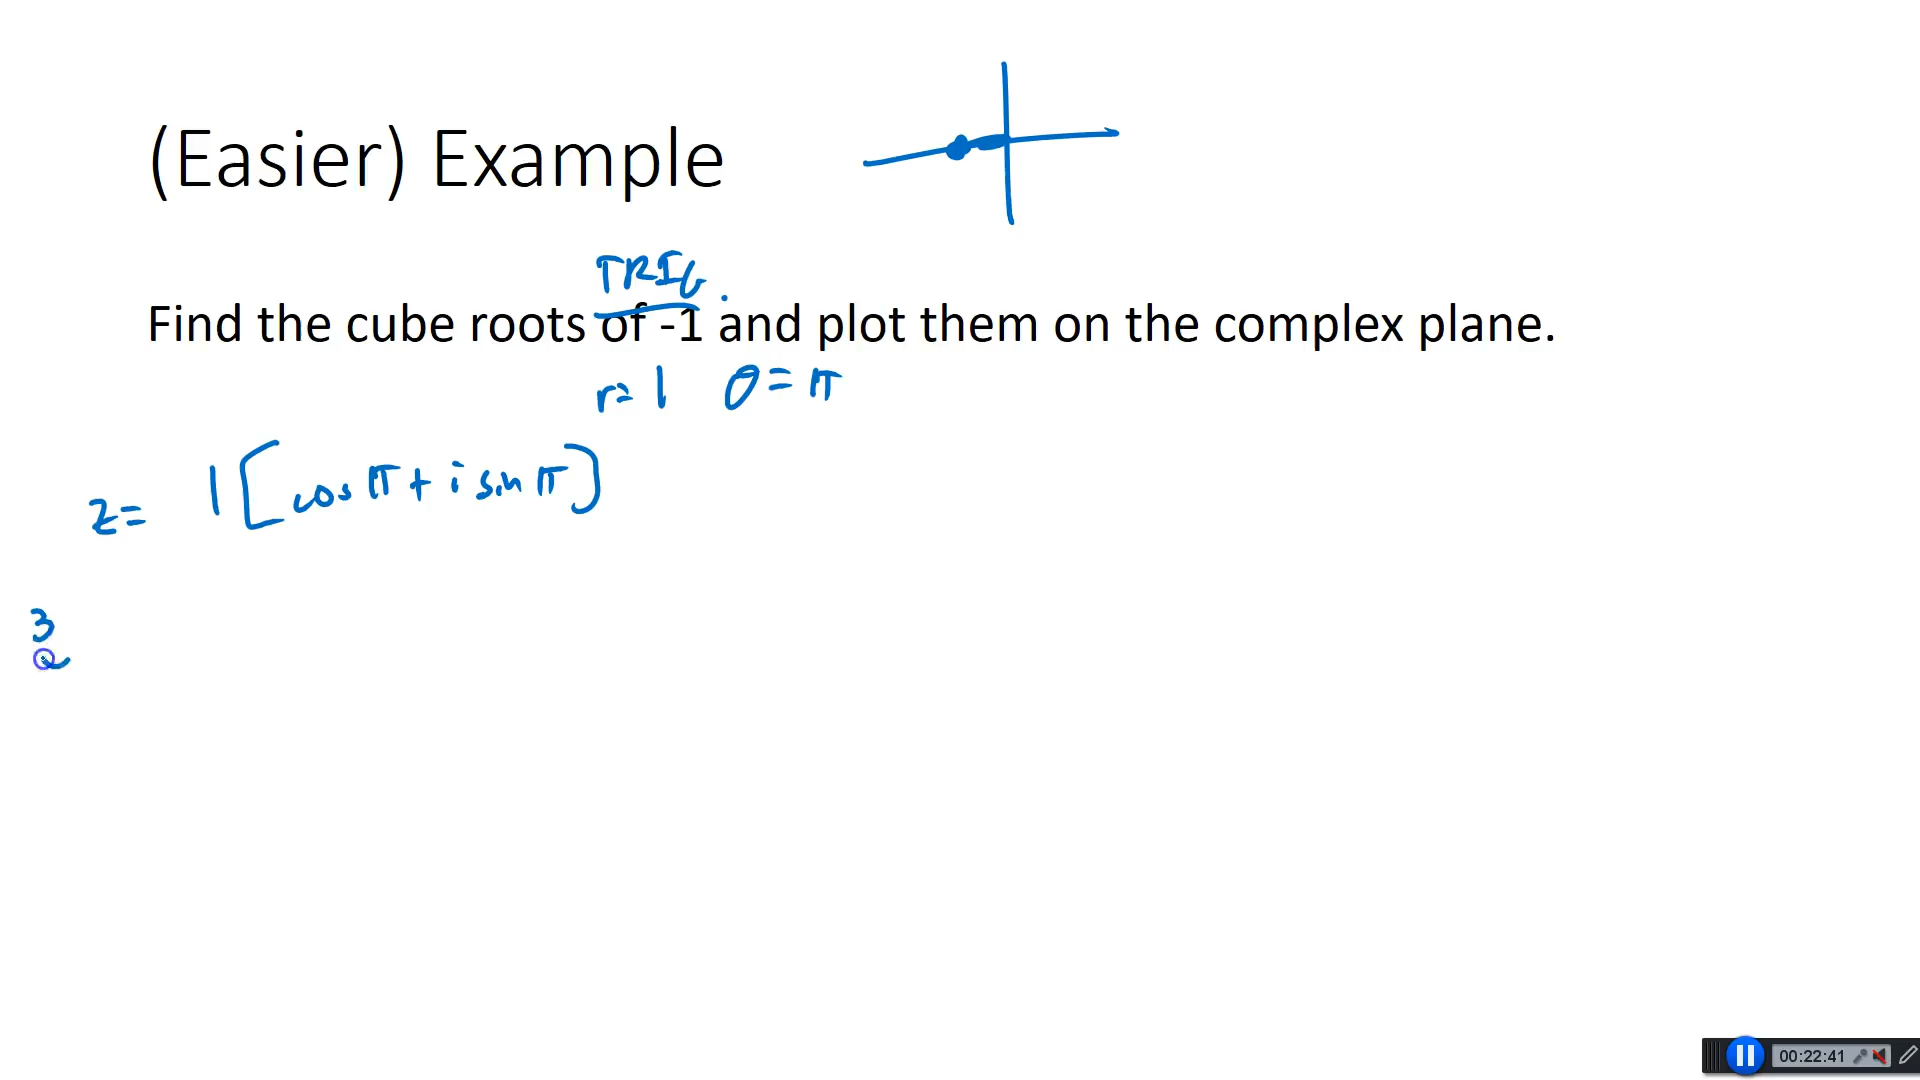 (Easier) Example
TRIG.
Find the cube roots of -1 and plot them on the complex plane.
r= 1 θ= π
z= 1[cos π + i sin π]
3
00:22:41